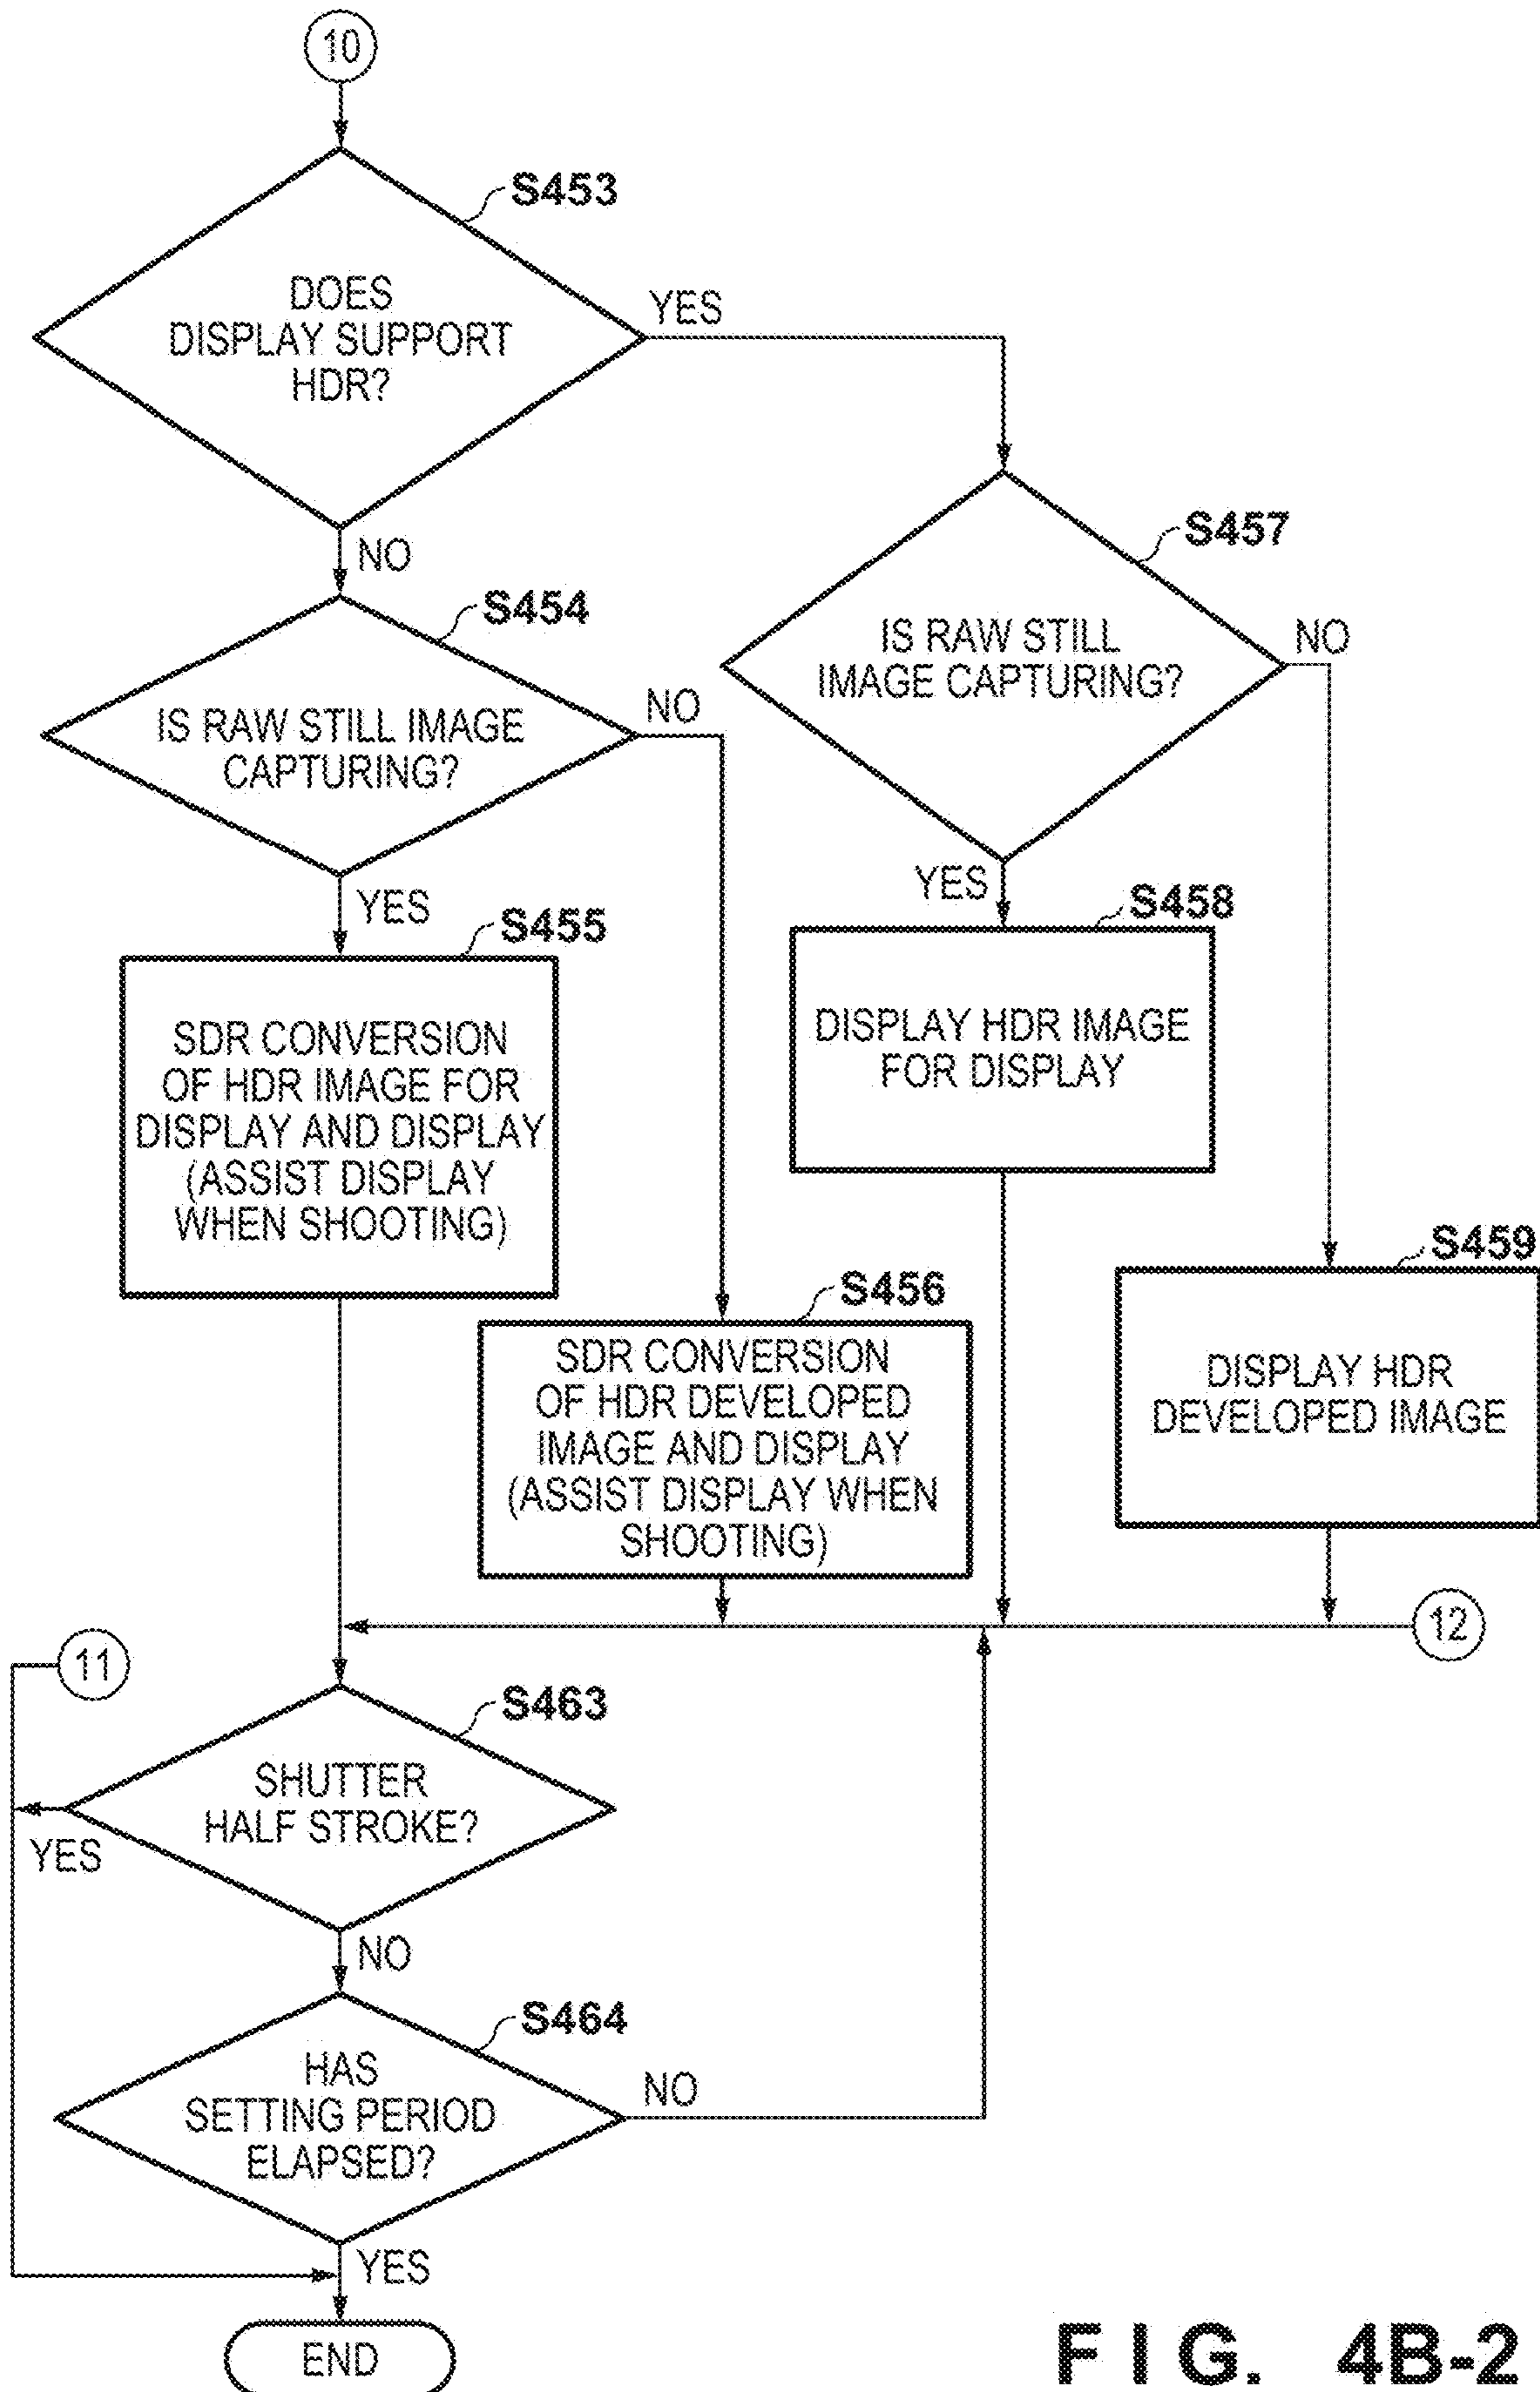 10
S453
DOES
DISPLAY SUPPORT
HDR?
YES
NO
S454
IS RAW STILL IMAGE
CAPTURING?
NO
YES
S457
IS RAW STILL
IMAGE CAPTURING?
NO
YES
S455
SDR CONVERSION
OF HDR IMAGE FOR
DISPLAY AND DISPLAY
(ASSIST DISPLAY
WHEN SHOOTING)
S458
DISPLAY HDR IMAGE
FOR DISPLAY
S456
SDR CONVERSION
OF HDR DEVELOPED
IMAGE AND DISPLAY
(ASSIST DISPLAY WHEN
SHOOTING)
S459
DISPLAY HDR
DEVELOPED IMAGE
12
11
S463
SHUTTER
HALF STROKE?
YES
NO
S464
HAS
SETTING PERIOD
ELAPSED?
NO
YES
END
FIG. 4B-2